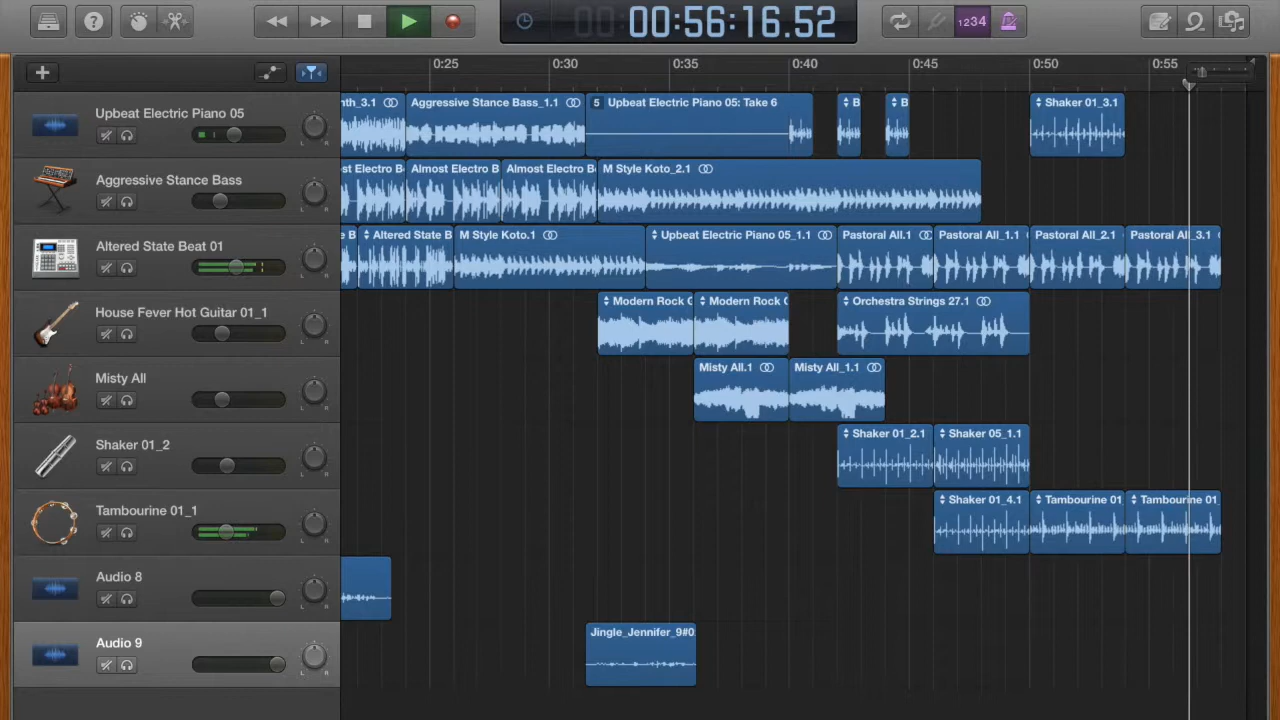 00:56:16.52
1234
0:25 0:30 0:35 0:40 0:45 0:50 0:55
Upbeat Electric Piano 05
L R
nth_3.1 Aggressive Stance Bass_1.1 5 Upbeat Electric Piano 05: Take 6 B B Shaker 01_3.1
Aggressive Stance Bass
L R
st Electro B Almost Electro B Almost Electro B M Style Koto_2.1
Altered State Beat 01
L R
e B Altered State B M Style Koto.1 Upbeat Electric Piano 05_1.1 Pastoral All.1 Pastoral All_1.1 Pastoral All_2.1 Pastoral All_3.1
House Fever Hot Guitar 01_1
L R
Modern Rock G Modern Rock G Orchestra Strings 27.1
Misty All
L R
Misty All.1 Misty All_1.1
Shaker 01_2
L R
Shaker 01_2.1 Shaker 05_1.1
Tambourine 01_1
L R
Shaker 01_4.1 Tambourine 01 Tambourine 01
Audio 8
L R
Audio 9
L R
Jingle_Jennifer_9#0